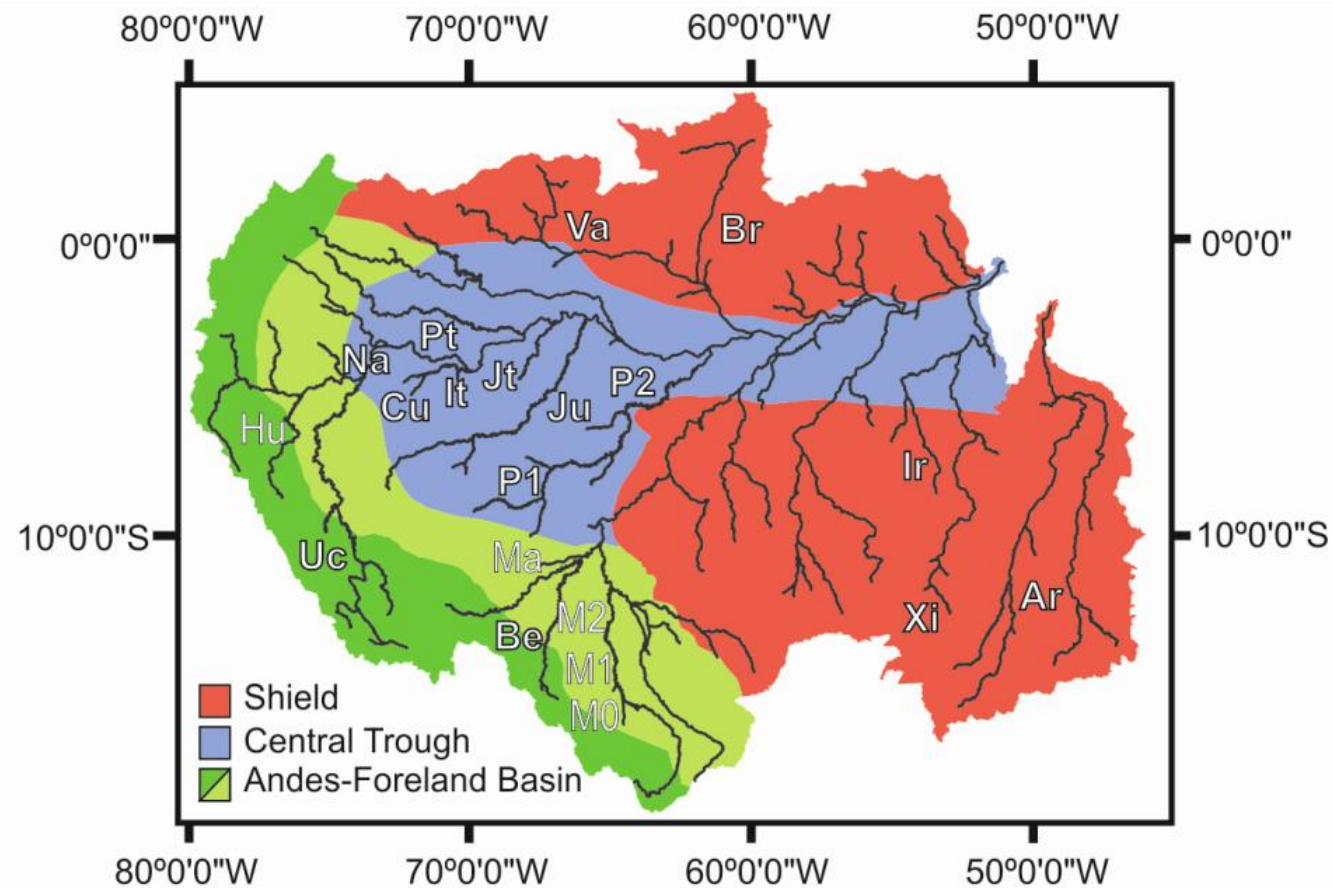 80º0'0"W 70º0'0"W 60º0'0"W 50º0'0"W
Va Br
0º0'0" 0º0'0"
Pt
Na
It Jt P2
Cu Ju
Hu
Ir
P1
10º0'0"S 10º0'0"S
Uc Ma
Ar
M2 Xi
Be
M1
Shield
M0
Central Trough
Andes-Foreland Basin
80º0'0"W 70º0'0"W 60º0'0"W 50º0'0"W